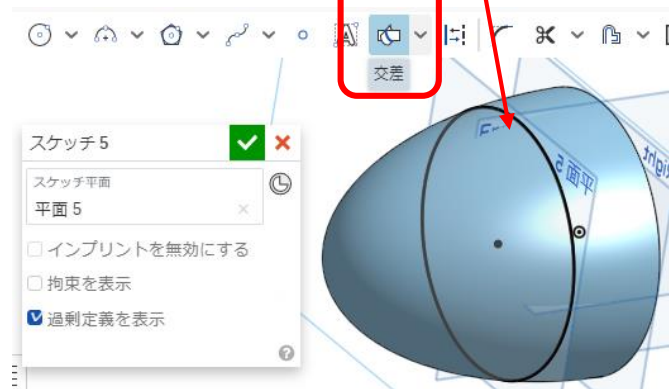 交差
スケッチ 5
スケッチ平面
平面 5
インプリントを無効にする
拘束を表示
過剰定義を表示
平面 5
Right